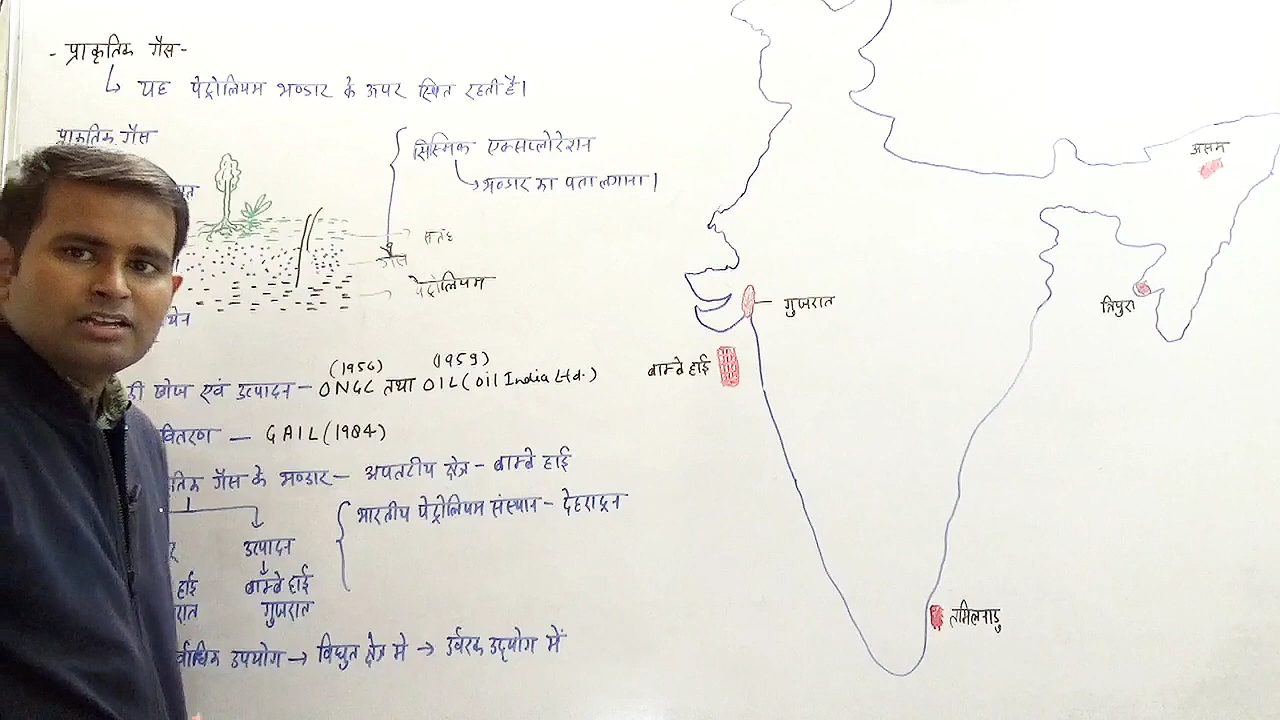 - प्राकृतिक गैस -
↳ यह पेट्रोलियम भण्डार के ऊपर स्थित रहती है।
प्राकृतिक गैस
सिस्मिक एक्सप्लोरेशन
→ भण्डार का पता लगाना।
सतह
गैस
पेट्रोलियम
की खोज एवं उत्पादन - ONGC (1956) तथा OIL (1959) (Oil India Ltd.)
वितरण - GAIL (1984)
गैस के भण्डार - अपतटीय क्षेत्र - बाम्बे हाई
भारतीय पेट्रोलियम संस्थान - देहरादून
उत्पादन
हाई बाम्बे हाई
गुजरात
उपयोग → विद्युत क्षेत्र मे → उर्वरक उद्योग में
असम
त्रिपुरा
गुजरात
बाम्बे हाई
तमिलनाडु